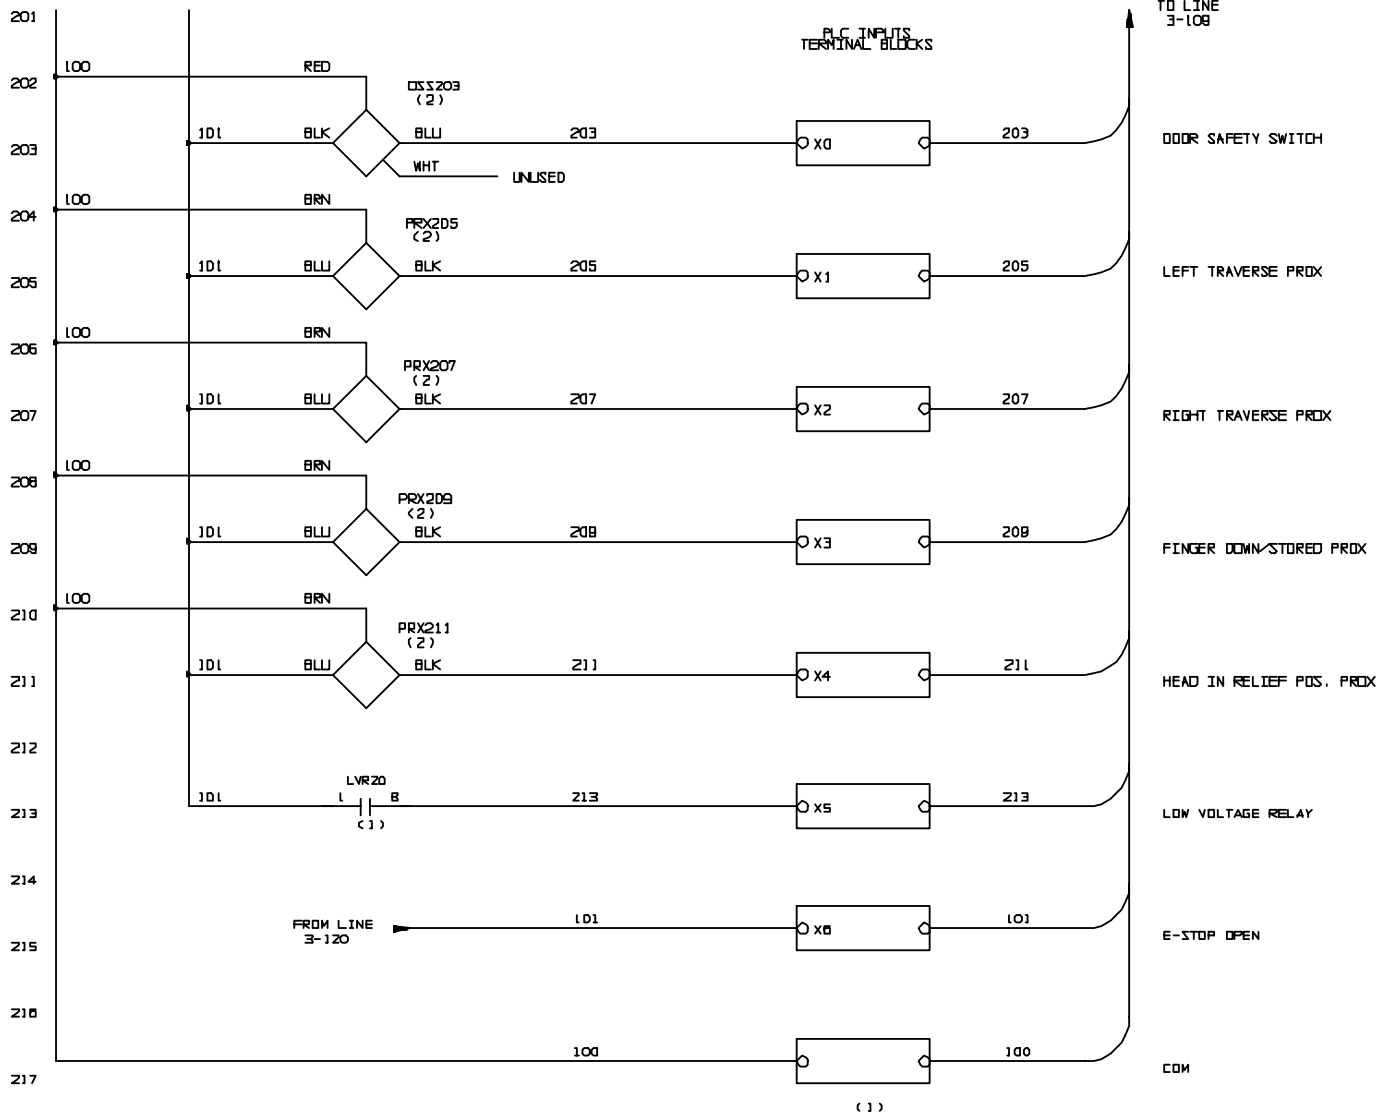 TO LINE
3-109
201
PLC INPUTS
TERMINAL BLOCKS
100 RED
202
DSS203
(2)
101 BLK BLU 203 X0 203
203 DOOR SAFETY SWITCH
WHT
UNUSED
100 BRN
204
PRX205
(2)
101 BLU BLK 205 X1 205
205 LEFT TRAVERSE PROX
100 BRN
206
PRX207
(2)
101 BLU BLK 207 X2 207
207 RIGHT TRAVERSE PROX
100 BRN
208
PRX209
(2)
101 BLU BLK 209 X3 209
209 FINGER DOWN/STORED PROX
100 BRN
210
PRX211
(2)
101 BLU BLK 211 X4 211
211 HEAD IN RELIEF POS. PROX
212
LVR20
101 1 8 213 X5 213
213 LOW VOLTAGE RELAY
(1)
214
FROM LINE
3-120
101 X6 101
215 E-STOP OPEN
216
100 100
217 COM
(1)